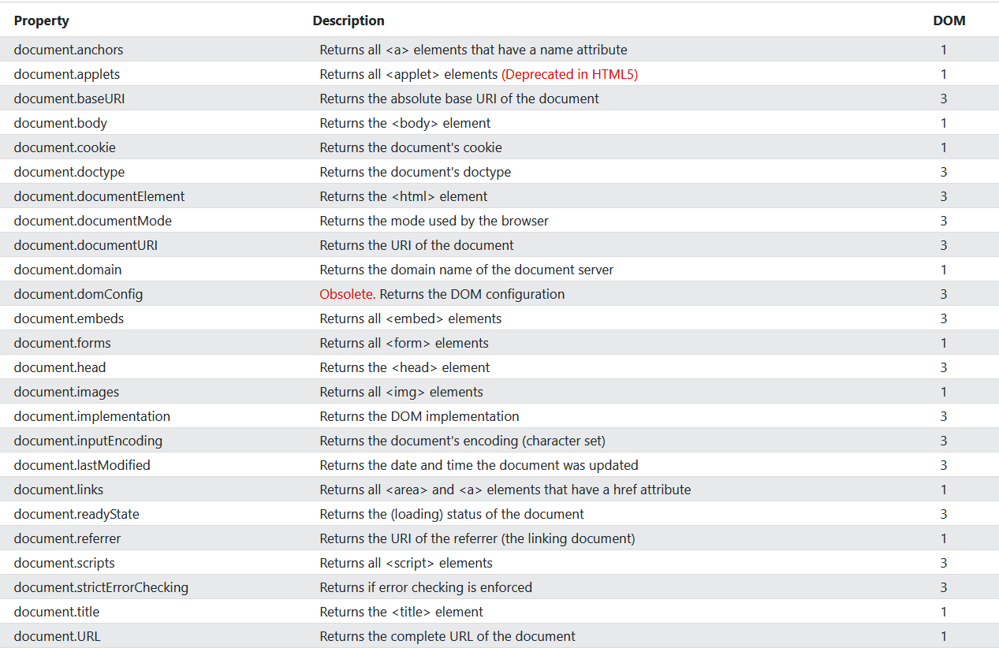 Property Description DOM
document.anchors Returns all <a> elements that have a name attribute 1
document.applets Returns all <applet> elements (Deprecated in HTML5) 1
document.baseURI Returns the absolute base URI of the document 3
document.body Returns the <body> element 1
document.cookie Returns the document's cookie 1
document.doctype Returns the document's doctype 3
document.documentElement Returns the <html> element 3
document.documentMode Returns the mode used by the browser 3
document.documentURI Returns the URI of the document 3
document.domain Returns the domain name of the document server 1
document.domConfig Obsolete. Returns the DOM configuration 3
document.embeds Returns all <embed> elements 3
document.forms Returns all <form> elements 1
document.head Returns the <head> element 3
document.images Returns all <img> elements 1
document.implementation Returns the DOM implementation 3
document.inputEncoding Returns the document's encoding (character set) 3
document.lastModified Returns the date and time the document was updated 3
document.links Returns all <area> and <a> elements that have a href attribute 1
document.readyState Returns the (loading) status of the document 3
document.referrer Returns the URI of the referrer (the linking document) 1
document.scripts Returns all <script> elements 3
document.strictErrorChecking Returns if error checking is enforced 3
document.title Returns the <title> element 1
document.URL Returns the complete URL of the document 1